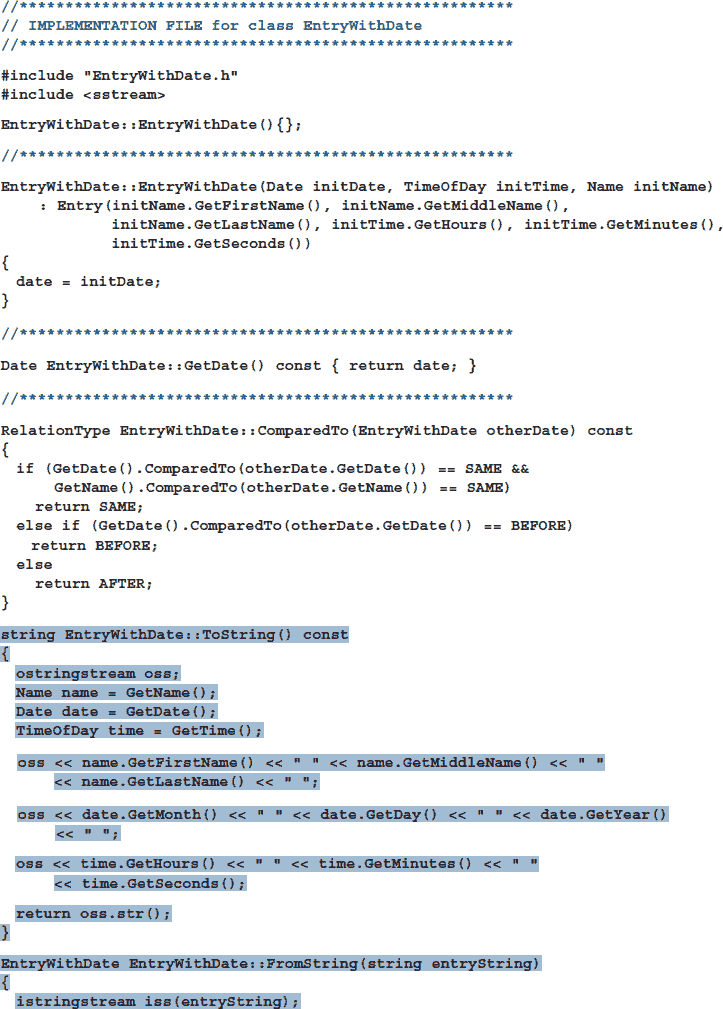 //******************************************************
// IMPLEMENTATION FILE for class EntryWithDate
//******************************************************
#include "EntryWithDate.h"
#include <sstream>
EntryWithDate::EntryWithDate(){};
//******************************************************
EntryWithDate::EntryWithDate(Date initDate, TimeOfDay initTime, Name initName)
    : Entry(initName.GetFirstName(), initName.GetMiddleName(),
            initName.GetLastName(), initTime.GetHours(), initTime.GetMinutes(),
            initTime.GetSeconds())
{
  date = initDate;
}
//******************************************************
Date EntryWithDate::GetDate() const { return date; }
//******************************************************
RelationType EntryWithDate::ComparedTo(EntryWithDate otherDate) const
{
  if (GetDate().ComparedTo(otherDate.GetDate()) == SAME &&
      GetName().ComparedTo(otherDate.GetName()) == SAME)
    return SAME;
  else if (GetDate().ComparedTo(otherDate.GetDate()) == BEFORE)
    return BEFORE;
  else
    return AFTER;
}
string EntryWithDate::ToString() const
{
  ostringstream oss;
  Name name = GetName();
  Date date = GetDate();
  TimeOfDay time = GetTime();
  oss << name.GetFirstName() << " " << name.GetMiddleName() << " "
      << name.GetLastName() << " ";
  oss << date.GetMonth() << " " << date.GetDay() << " " << date.GetYear()
      << " ";
  oss << time.GetHours() << " " << time.GetMinutes() << " "
      << time.GetSeconds();
  return oss.str();
}
EntryWithDate EntryWithDate::FromString(string entryString)
{
  istringstream iss(entryString);